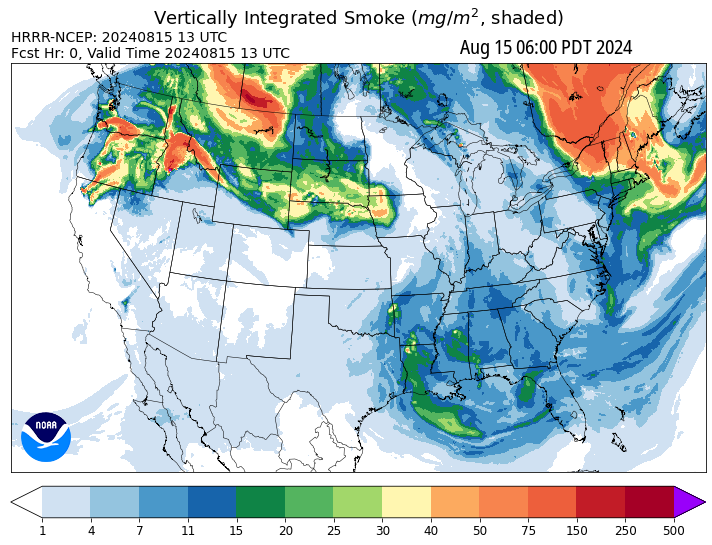 Vertically Integrated Smoke (mg/m², shaded)
HRRR-NCEP: 20240815 13 UTC
Fcst Hr: 0, Valid Time 20240815 13 UTC
Aug 15 06:00 PDT 2024
NOAA
1 4 7 11 15 20 25 30 40 50 75 150 250 500